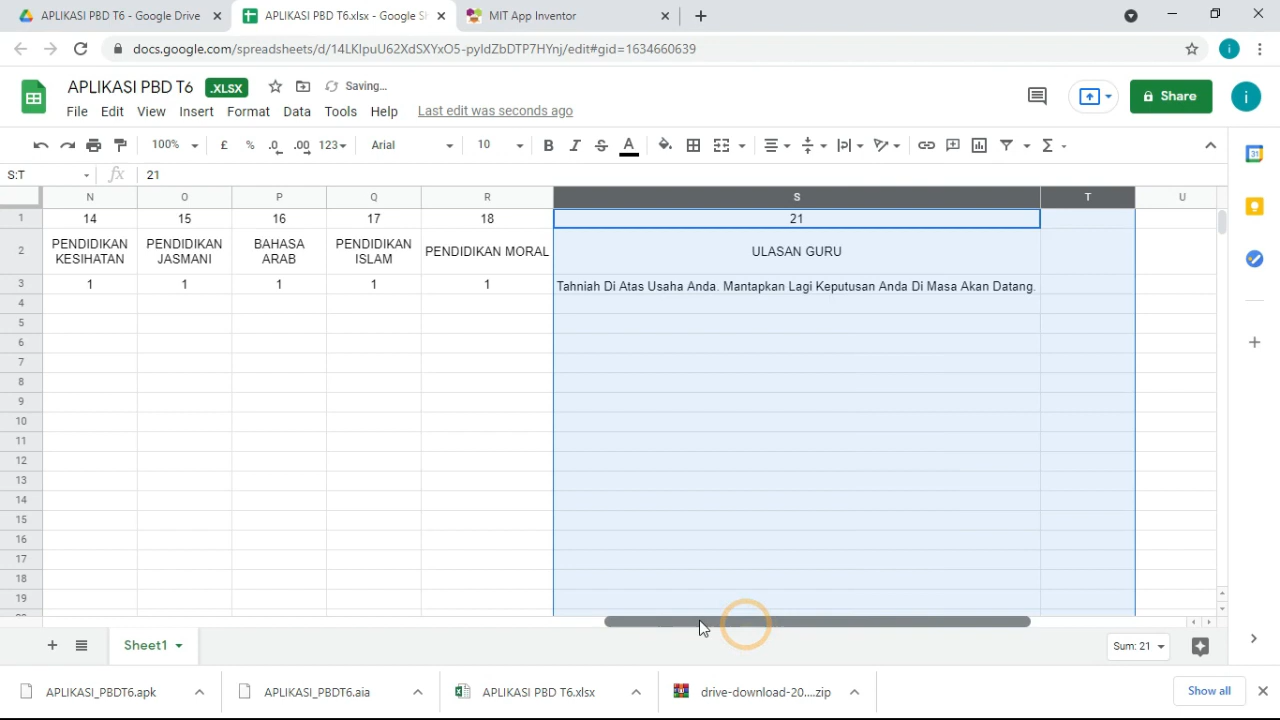 APLIKASI PBD T6 - Google Drive
APLIKASI PBD T6.xlsx - Google Sh
MIT App Inventor
docs.google.com/spreadsheets/d/14LKlpuU62XdSXYxO5-pyldZbDTP7HYnj/edit#gid=1634660639
i
APLIKASI PBD T6 .XLSX Saving...
Share
i
File Edit View Insert Format Data Tools Help Last edit was seconds ago
100% £ % .0 .00 123 Arial 10 B I S A Σ
31
S:T fx 21
N O P Q R S T U
1 14 15 16 17 18 21
2 PENDIDIKAN KESIHATAN PENDIDIKAN JASMANI BAHASA ARAB PENDIDIKAN ISLAM PENDIDIKAN MORAL ULASAN GURU
3 1 1 1 1 1 Tahniah Di Atas Usaha Anda. Mantapkan Lagi Keputusan Anda Di Masa Akan Datang.
4
5
6
7
8
9
10
11
12
13
14
15
16
17
18
19
Sheet1
Sum: 21
APLIKASI_PBDT6.apk
APLIKASI_PBDT6.aia
APLIKASI PBD T6.xlsx
drive-download-20....zip
Show all